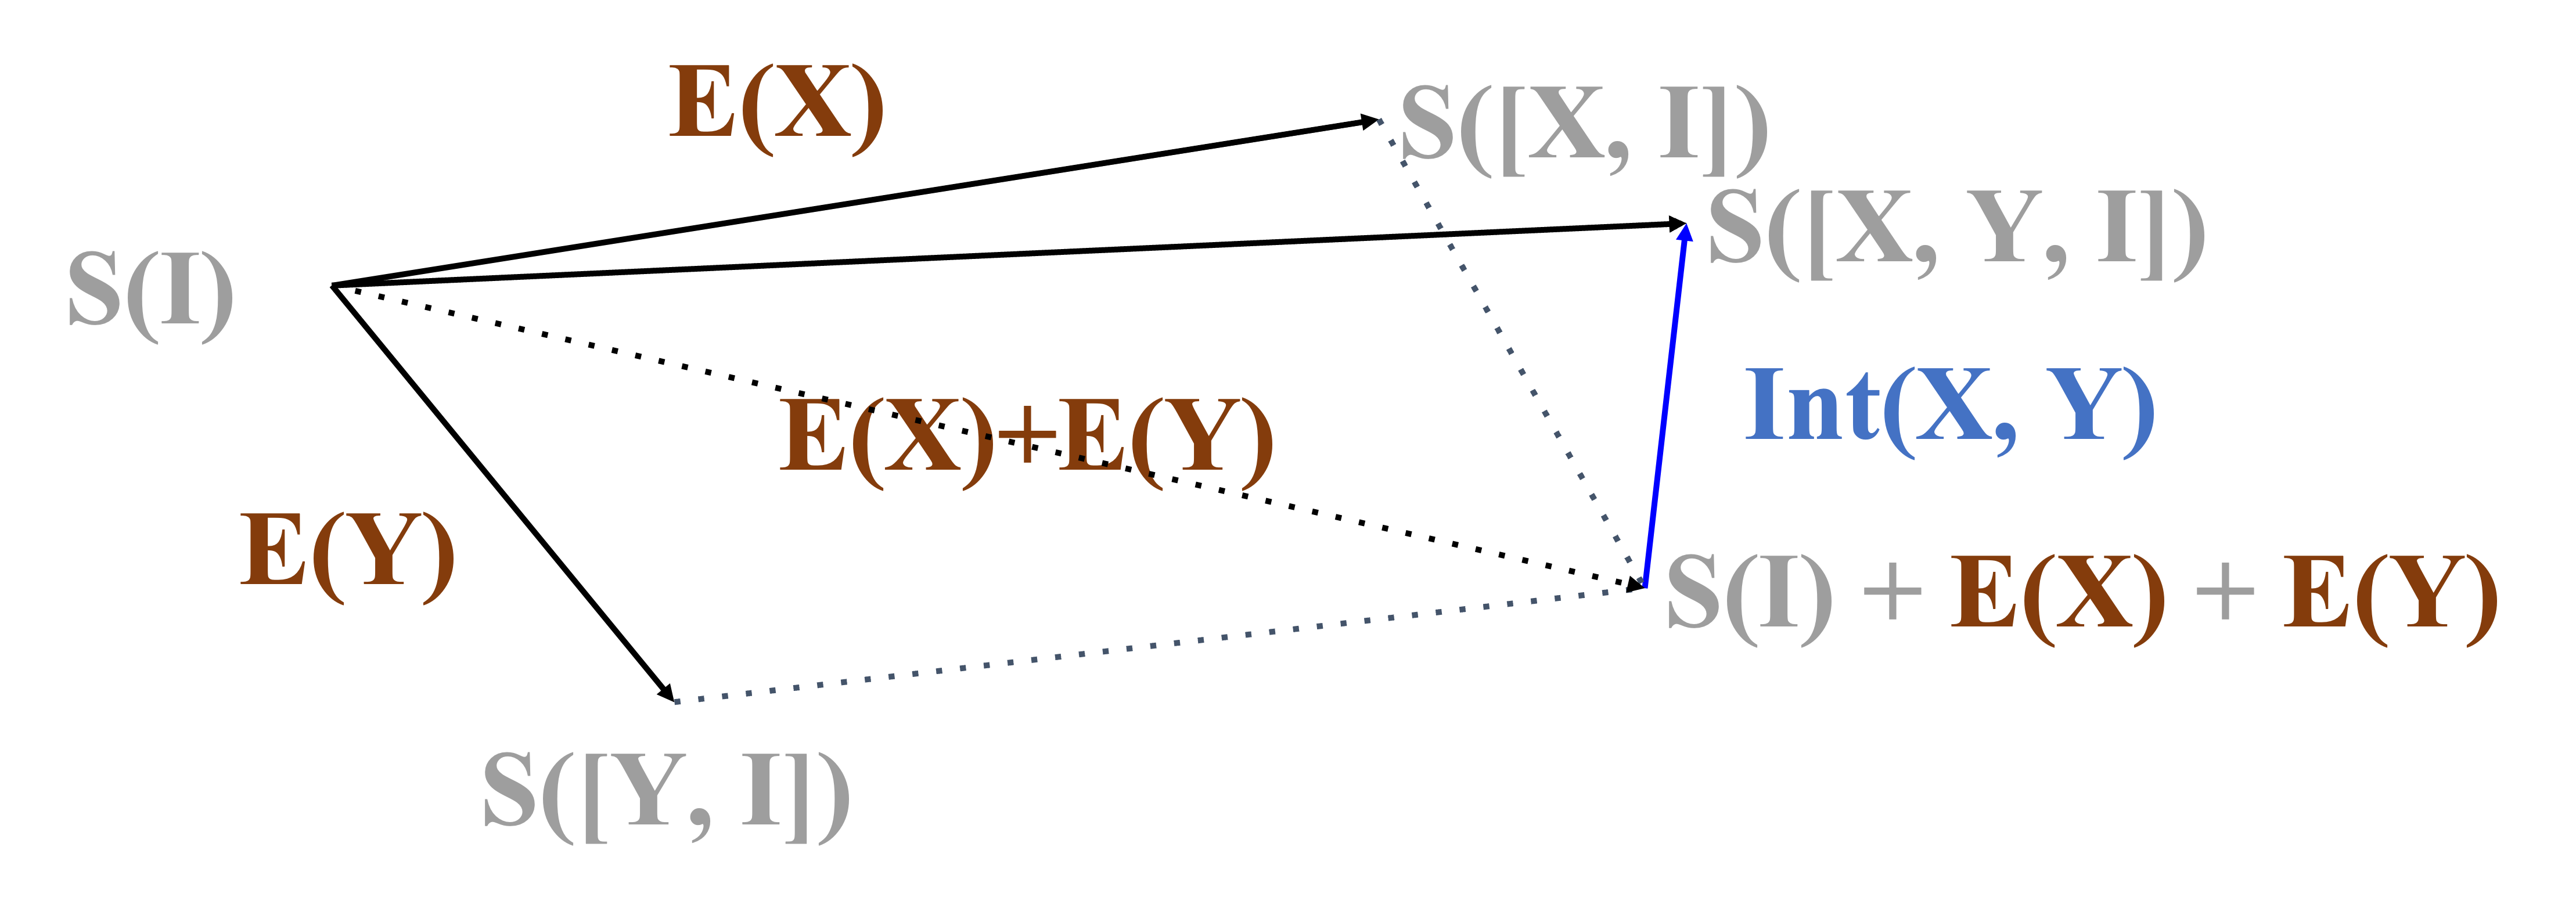 E(X)
S([X, I])
S([X, Y, I])
S(I)
Int(X, Y)
E(X)+E(Y)
E(Y)
S(I) + E(X) + E(Y)
S([Y, I])